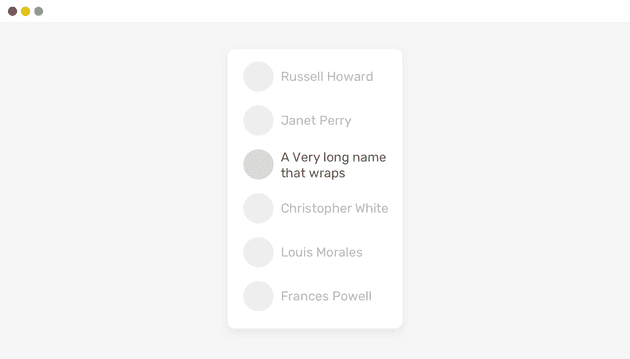 Russell Howard
Janet Perry
A Very long name
that wraps
Christopher White
Louis Morales
Frances Powell